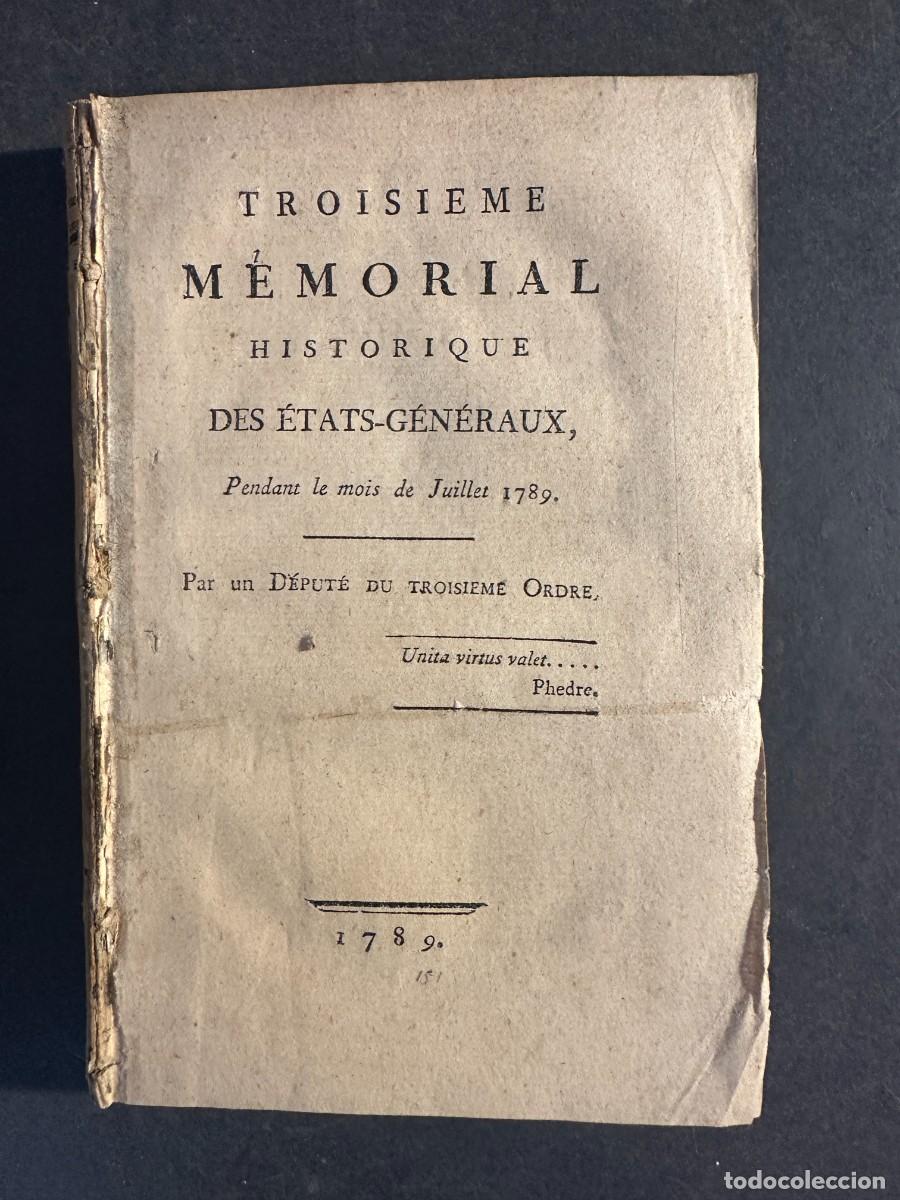 TROISIEME
MÉMORIAL
HISTORIQUE
DES ÉTATS-GÉNÉRAUX,
Pendant le mois de Juillet 1789.
Par un DÉPUTÉ DU TROISIEME ORDRE.
Unita virtus valet.....
Phedre.
1789.
151
todocoleccion